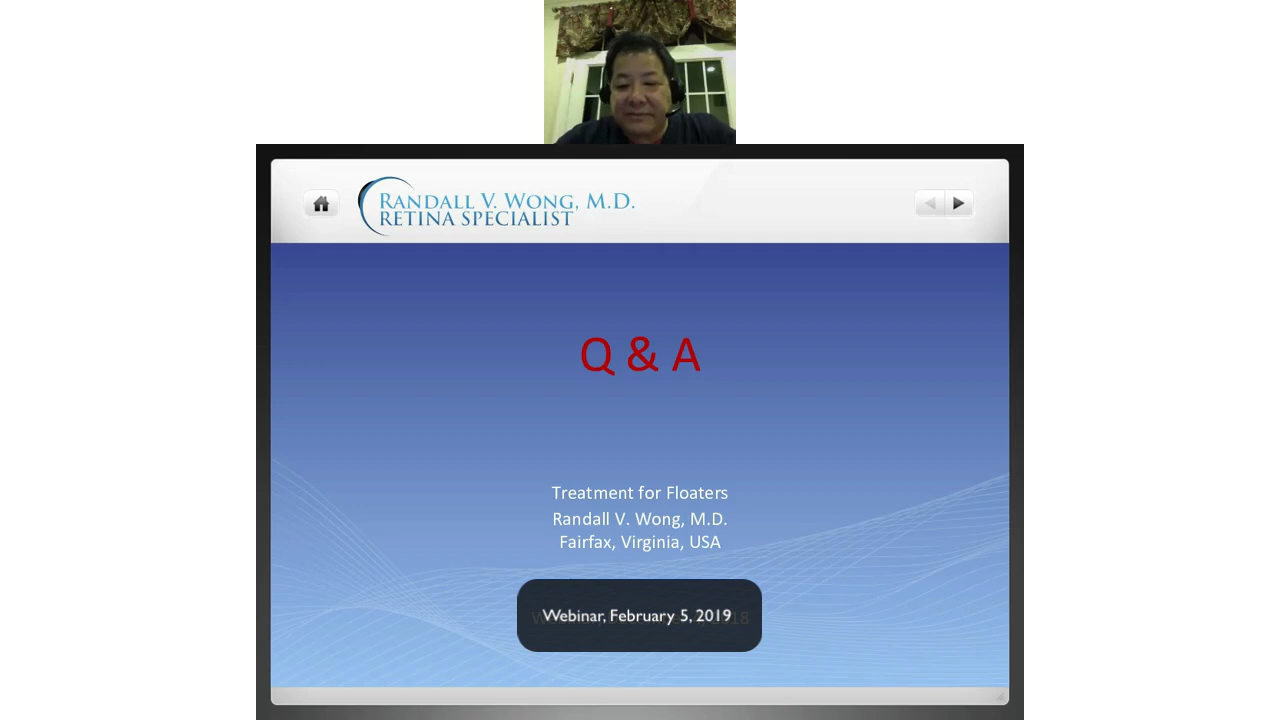 RANDALL V. WONG, M.D.
RETINA SPECIALIST
Q & A
Treatment for Floaters
Randall V. Wong, M.D.
Fairfax, Virginia, USA
Webinar, February 5, 2019